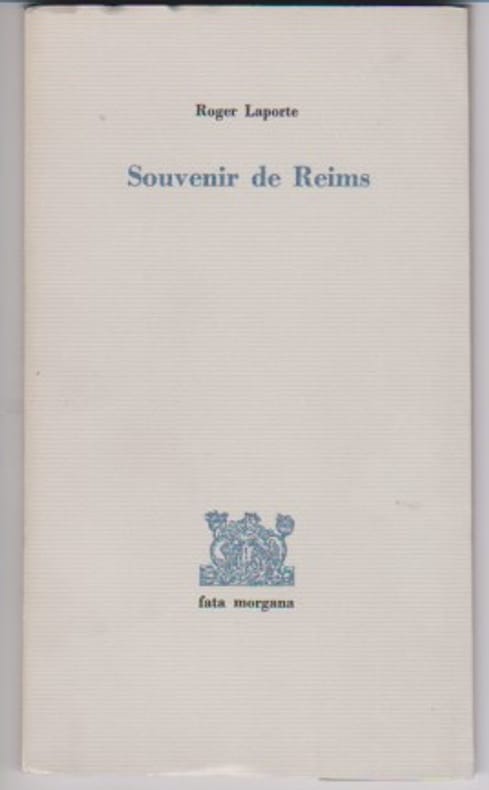 Roger Laporte
Souvenir de Reims
fata morgana